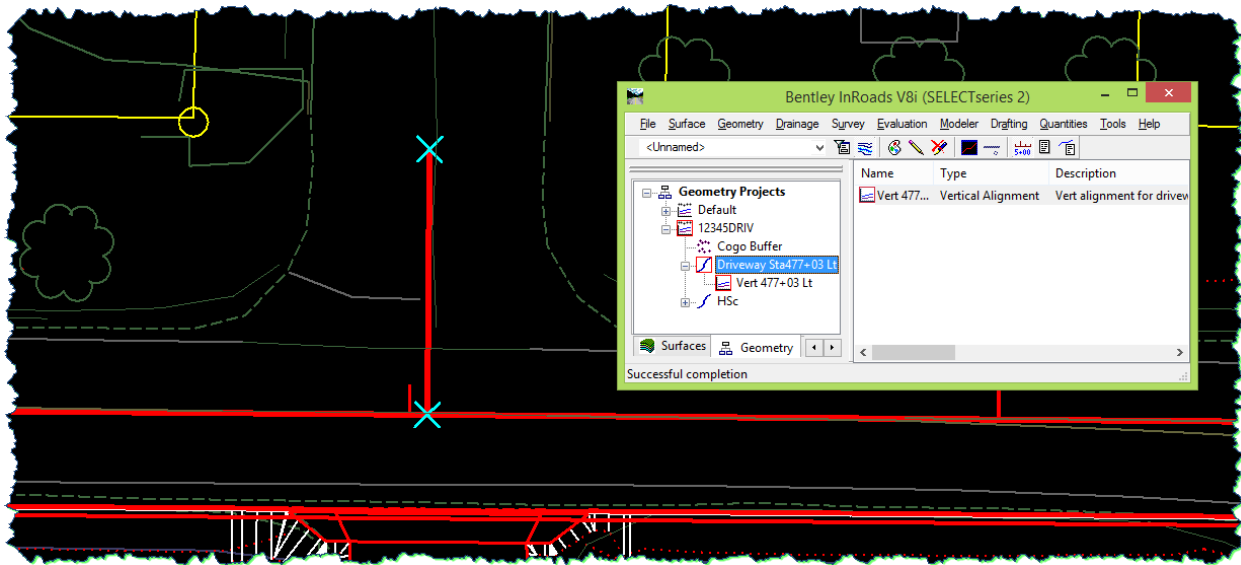 Bentley InRoads V8i (SELECTseries 2)
File Surface Geometry Drainage Survey Evaluation Modeler Drafting Quantities Tools Help
<Unnamed>
5+00
Name Type Description
Geometry Projects
Vert 477... Vertical Alignment Vert alignment for drivew
Default
12345DRIV
Cogo Buffer
Driveway Sta477+03 Lt
Vert 477+03 Lt
HSc
Surfaces Geometry
Successful completion